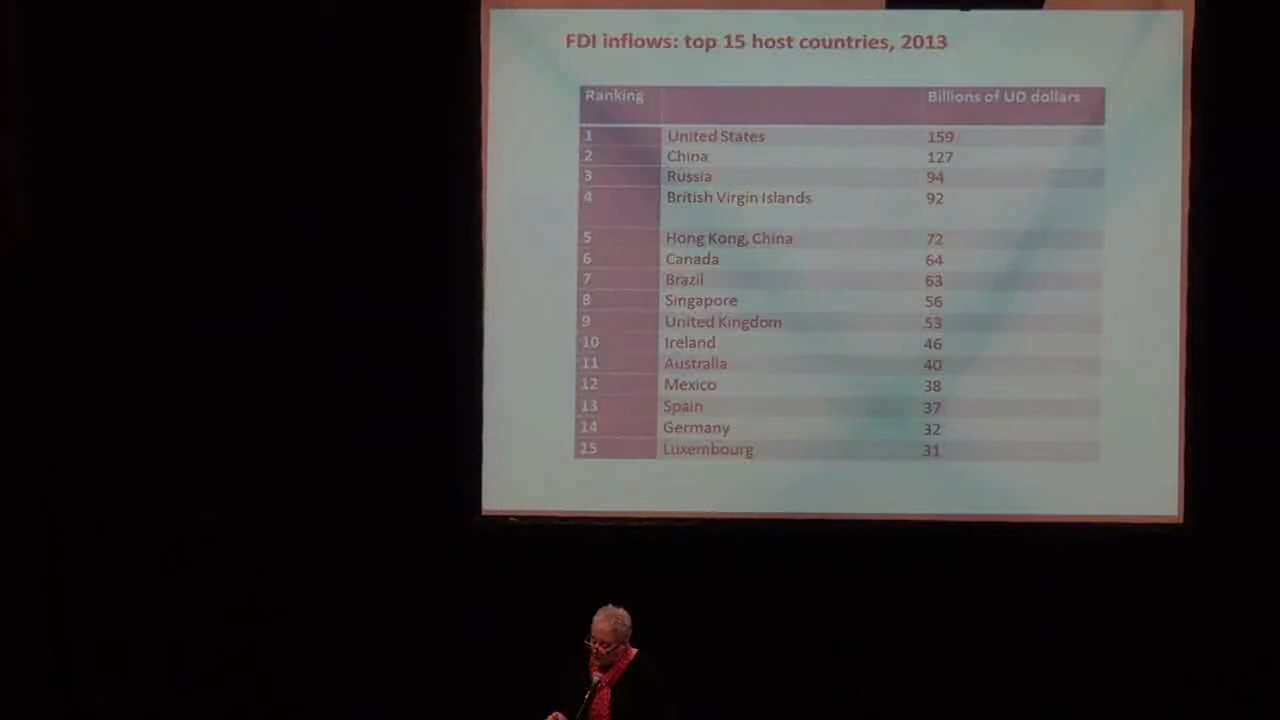 FDI inflows: top 15 host countries, 2013
Ranking Billions of UD dollars
1 United States 159
2 China 127
3 Russia 94
4 British Virgin Islands 92
5 Hong Kong, China 72
6 Canada 64
7 Brazil 63
8 Singapore 56
9 United Kingdom 53
10 Ireland 46
11 Australia 40
12 Mexico 38
13 Spain 37
14 Germany 32
15 Luxembourg 31